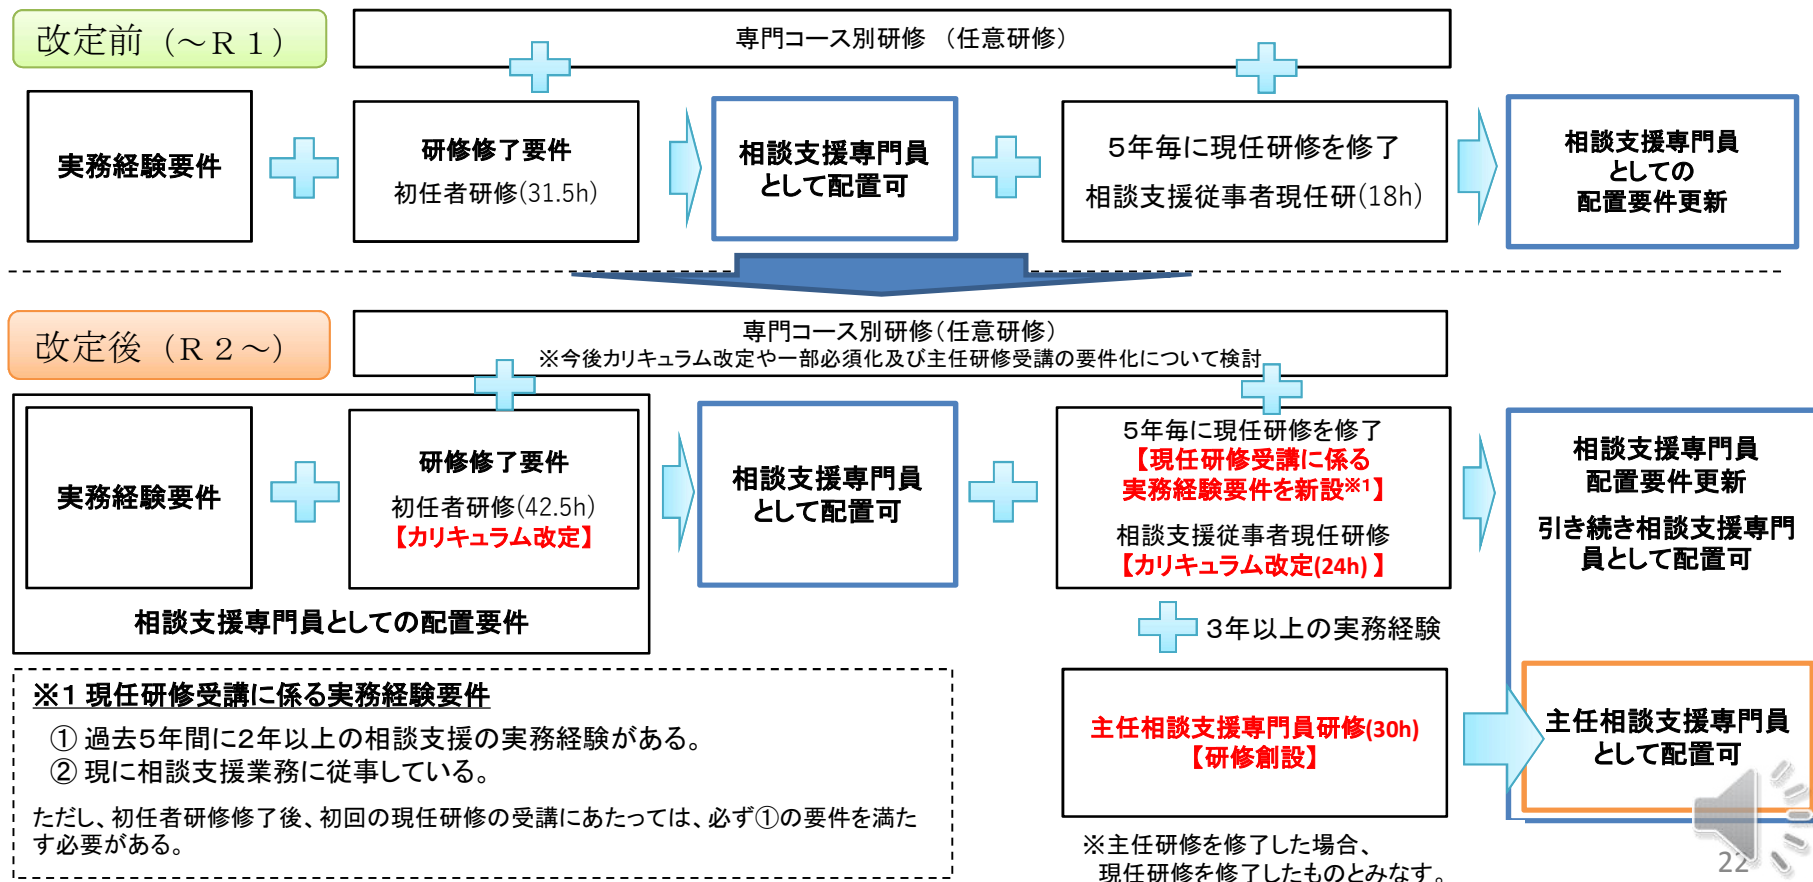 改定前（～R１）
専門コース別研修 （任意研修）
実務経験要件
研修修了要件
初任者研修(31.5h)
相談支援専門員
として配置可
５年毎に現任研修を修了
相談支援従事者現任研(18h)
相談支援専門員
としての
配置要件更新
改定後（R２～）
専門コース別研修（任意研修）
※今後カリキュラム改定や一部必須化及び主任研修受講の要件化について検討
実務経験要件
研修修了要件
初任者研修(42.5h)
【カリキュラム改定】
相談支援専門員としての配置要件
相談支援専門員
として配置可
５年毎に現任研修を修了
【現任研修受講に係る
実務経験要件を新設※1】
相談支援従事者現任研修
【カリキュラム改定(24h) 】
３年以上の実務経験
相談支援専門員
配置要件更新
引き続き相談支援専門
員として配置可
主任相談支援専門員研修(30h)
【研修創設】
主任相談支援専門員
として配置可
※主任研修を修了した場合、
現任研修を修了したものとみなす。
※１ 現任研修受講に係る実務経験要件
① 過去５年間に２年以上の相談支援の実務経験がある。
② 現に相談支援業務に従事している。
ただし、初任者研修修了後、初回の現任研修の受講にあたっては、必ず①の要件を満た
す必要がある。
22